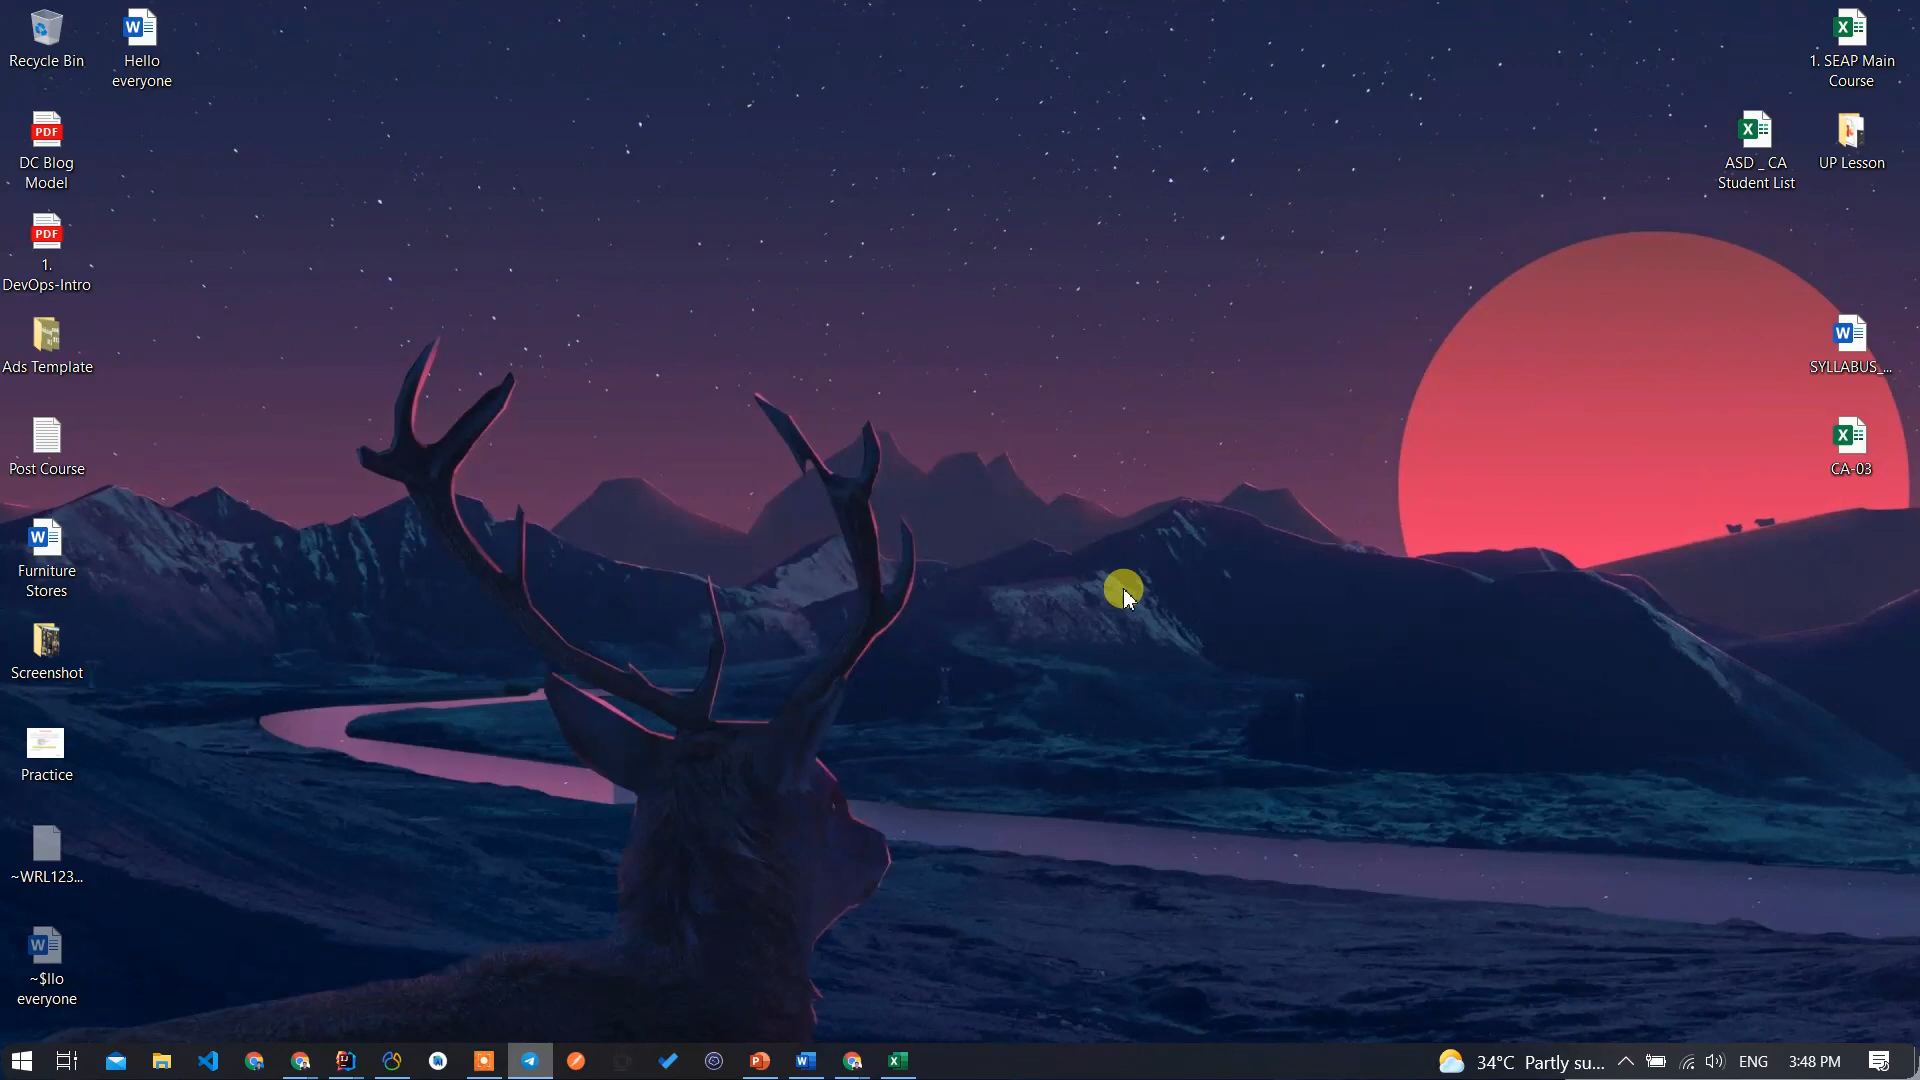 Recycle Bin
Hello
everyone
PDF
DC Blog
Model
PDF
1.
DevOps-Intro
Ads Template
Post Course
Furniture
Stores
Screenshot
Practice
~WRL123...
~$llo
everyone
1. SEAP Main
Course
ASD _ CA
Student List
UP Lesson
SYLLABUS_...
CA-03
34°C Partly su...
ENG
3:48 PM